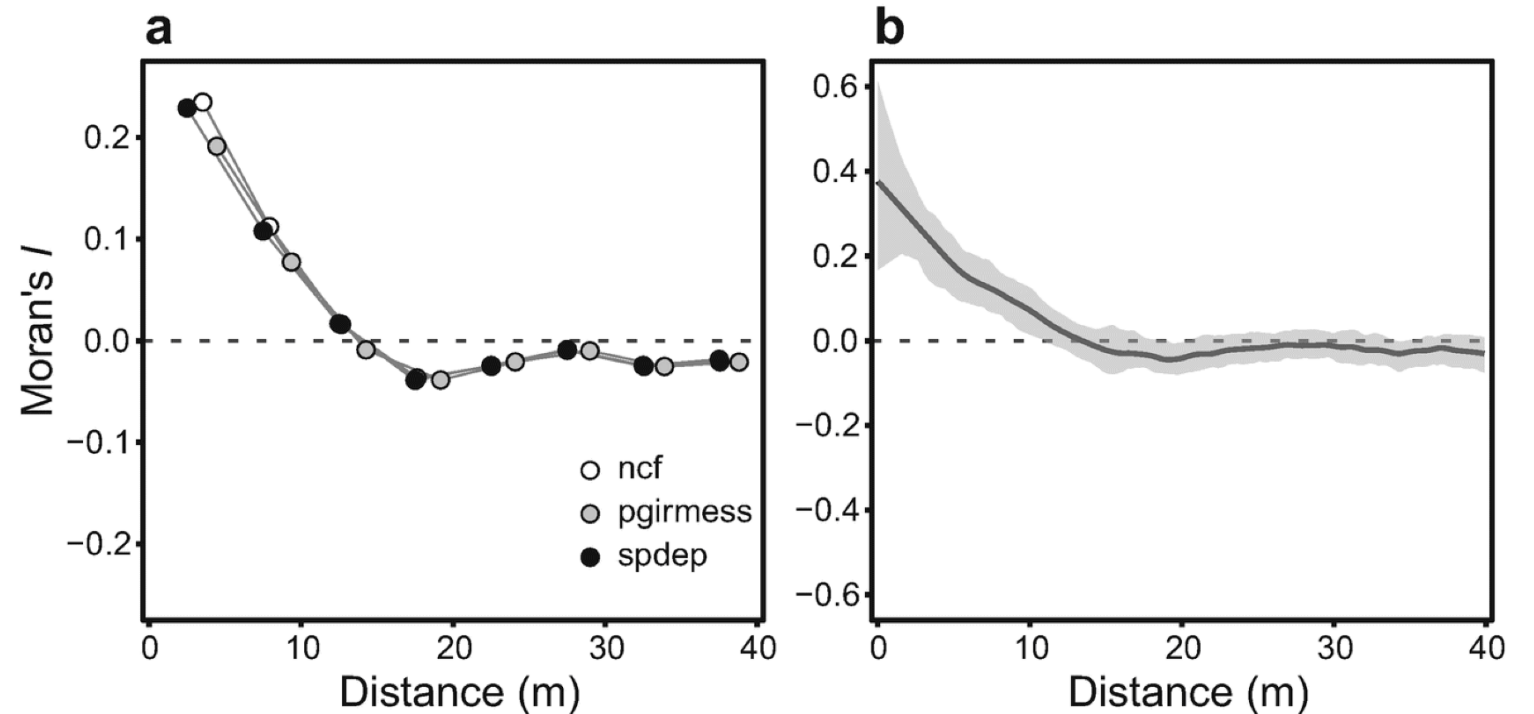 a
0.2
0.1
0.0
−0.1
−0.2
Moran's I
ncf
pgirmess
spdep
0 10 20 30 40
Distance (m)
b
0.6
0.4
0.2
0.0
−0.2
−0.4
−0.6
0 10 20 30 40
Distance (m)